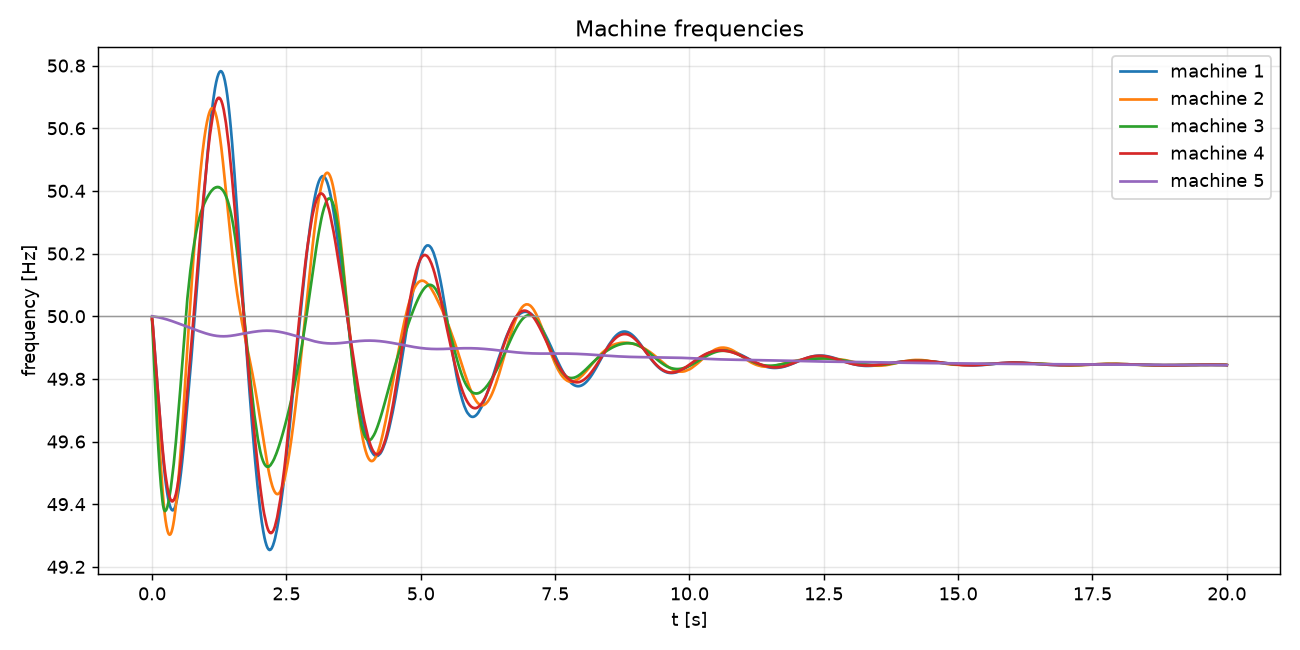 Machine frequencies
frequency [Hz]
50.8
50.6
50.4
50.2
50.0
49.8
49.6
49.4
49.2
machine 1
machine 2
machine 3
machine 4
machine 5
0.0 2.5 5.0 7.5 10.0 12.5 15.0 17.5 20.0
t [s]